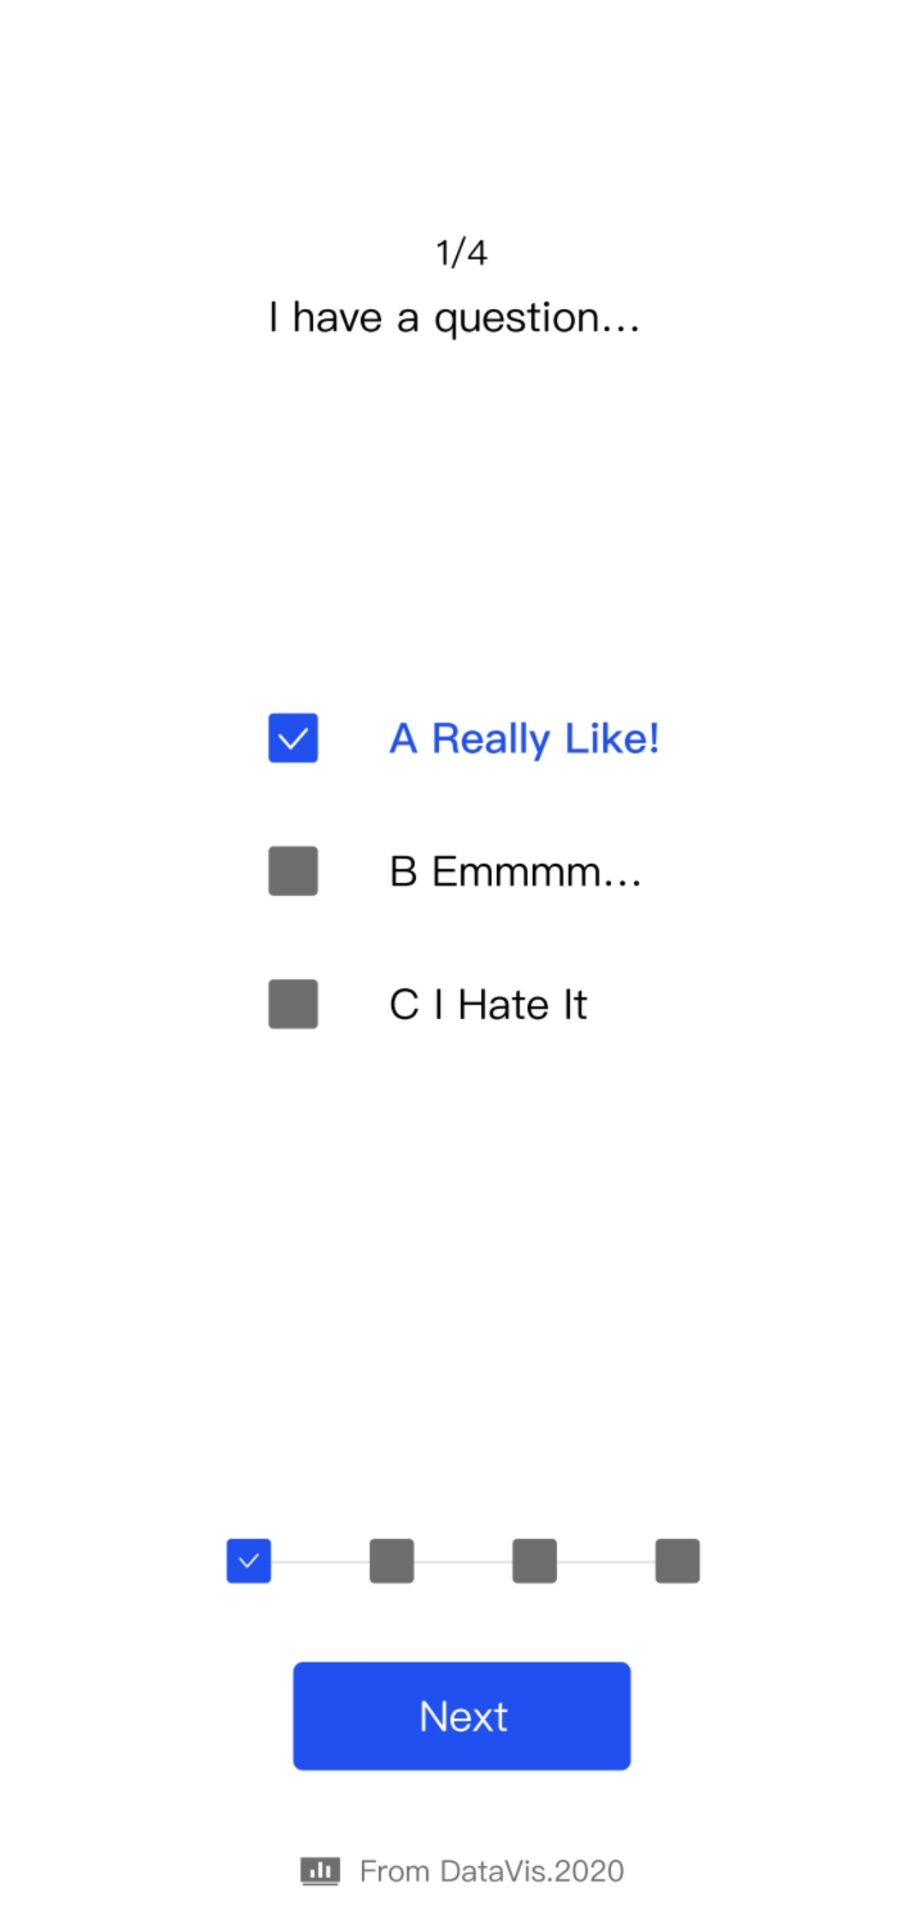 1/4
I have a question...
A Really Like!
B Emmmm...
C I Hate It
Next
From DataVis.2020